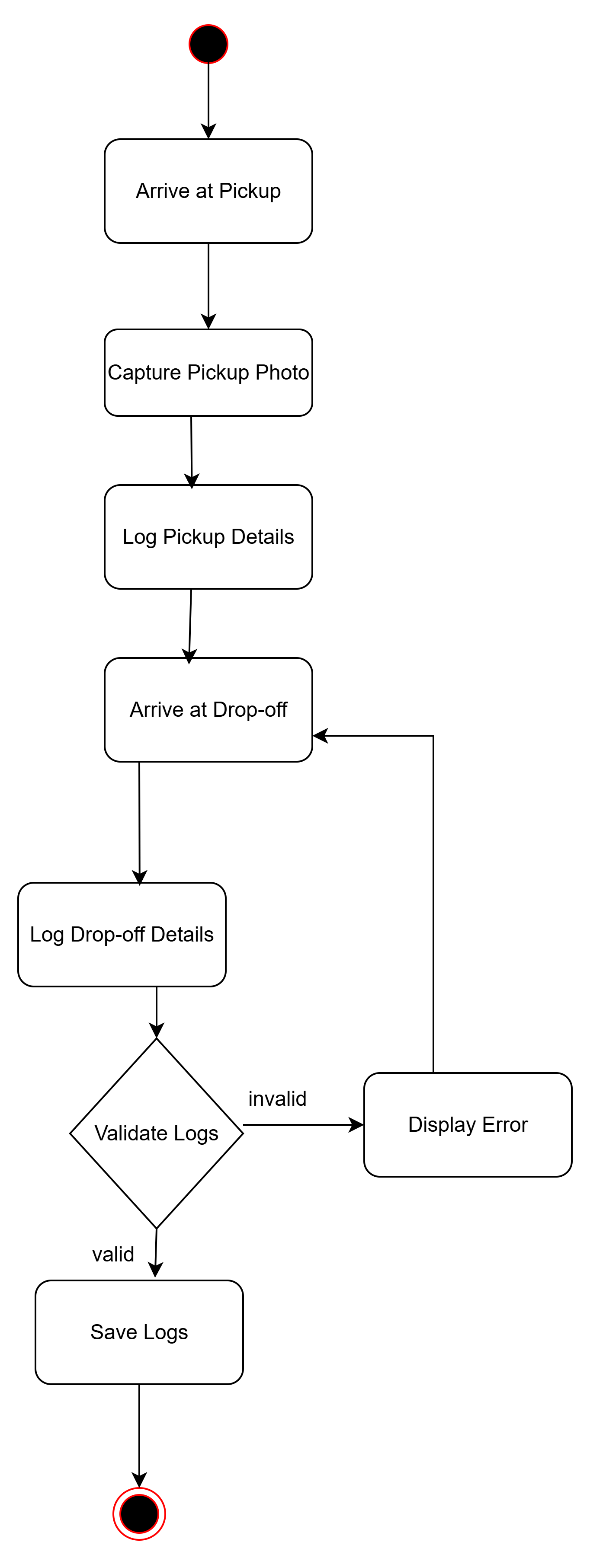 Arrive at Pickup
Capture Pickup Photo
Log Pickup Details
Arrive at Drop-off
Log Drop-off Details
invalid
Display Error
Validate Logs
valid
Save Logs